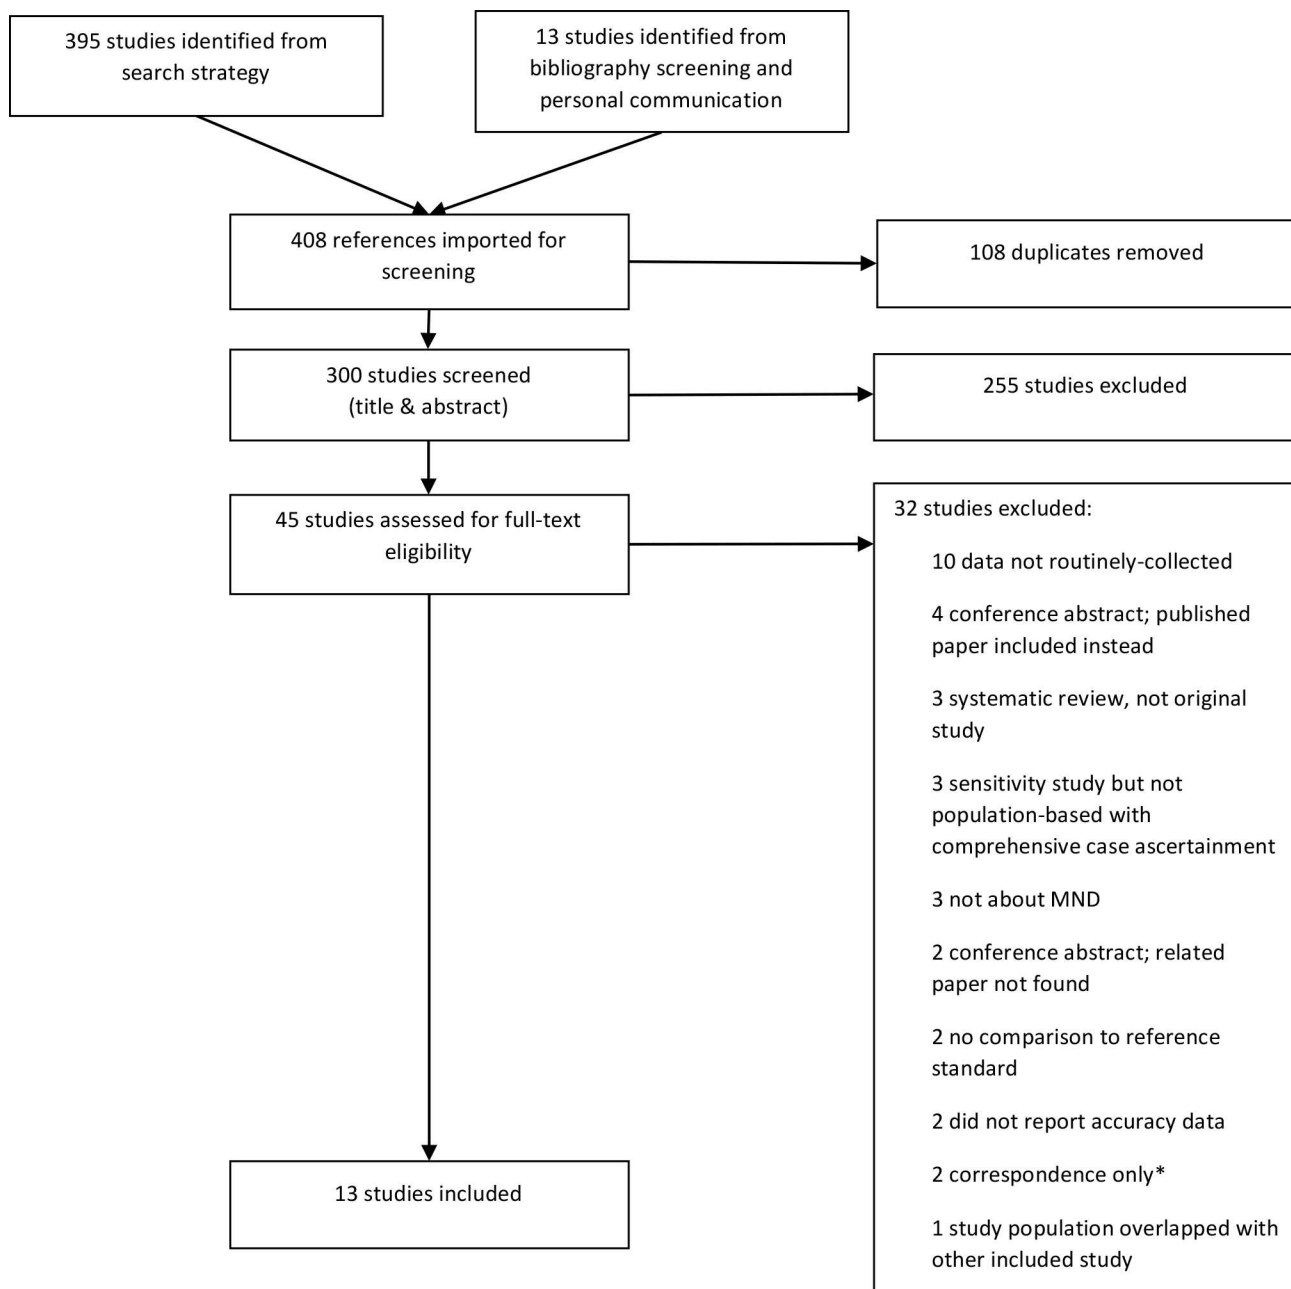 395 studies identified from
search strategy
13 studies identified from
bibliography screening and
personal communication
408 references imported for
screening
108 duplicates removed
300 studies screened
(title & abstract)
255 studies excluded
45 studies assessed for full-text
eligibility
32 studies excluded:
10 data not routinely-collected
4 conference abstract; published
paper included instead
3 systematic review, not original
study
3 sensitivity study but not
population-based with
comprehensive case ascertainment
3 not about MND
2 conference abstract; related
paper not found
2 no comparison to reference
standard
2 did not report accuracy data
2 correspondence only*
1 study population overlapped with
other included study
13 studies included